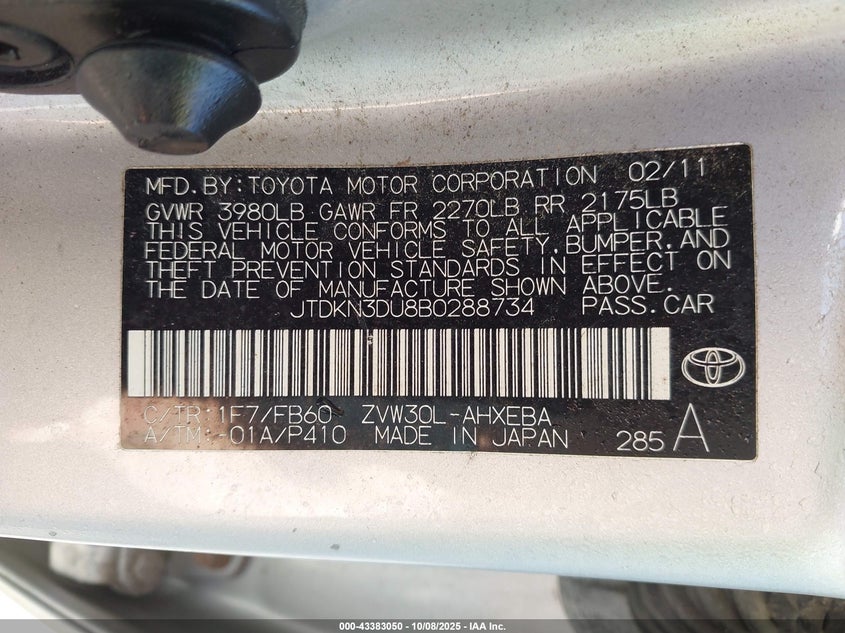 MFD. BY: TOYOTA MOTOR CORPORATION 02/11
GVWR 3980LB GAWR FR 2270LB RR 2175LB
THIS VEHICLE CONFORMS TO ALL APPLICABLE
FEDERAL MOTOR VEHICLE SAFETY, BUMPER, AND
THEFT PREVENTION STANDARDS IN EFFECT ON
THE DATE OF MANUFACTURE SHOWN ABOVE.
JTDKN3DU8B0288734 PASS. CAR
C/TR: 1F7/FB60 ZVW30L-AHXEBA
A/TM: -01A/P410 MADE IN JAPAN 285 A
000-43383050 - 10/08/2025 - IAA Inc.